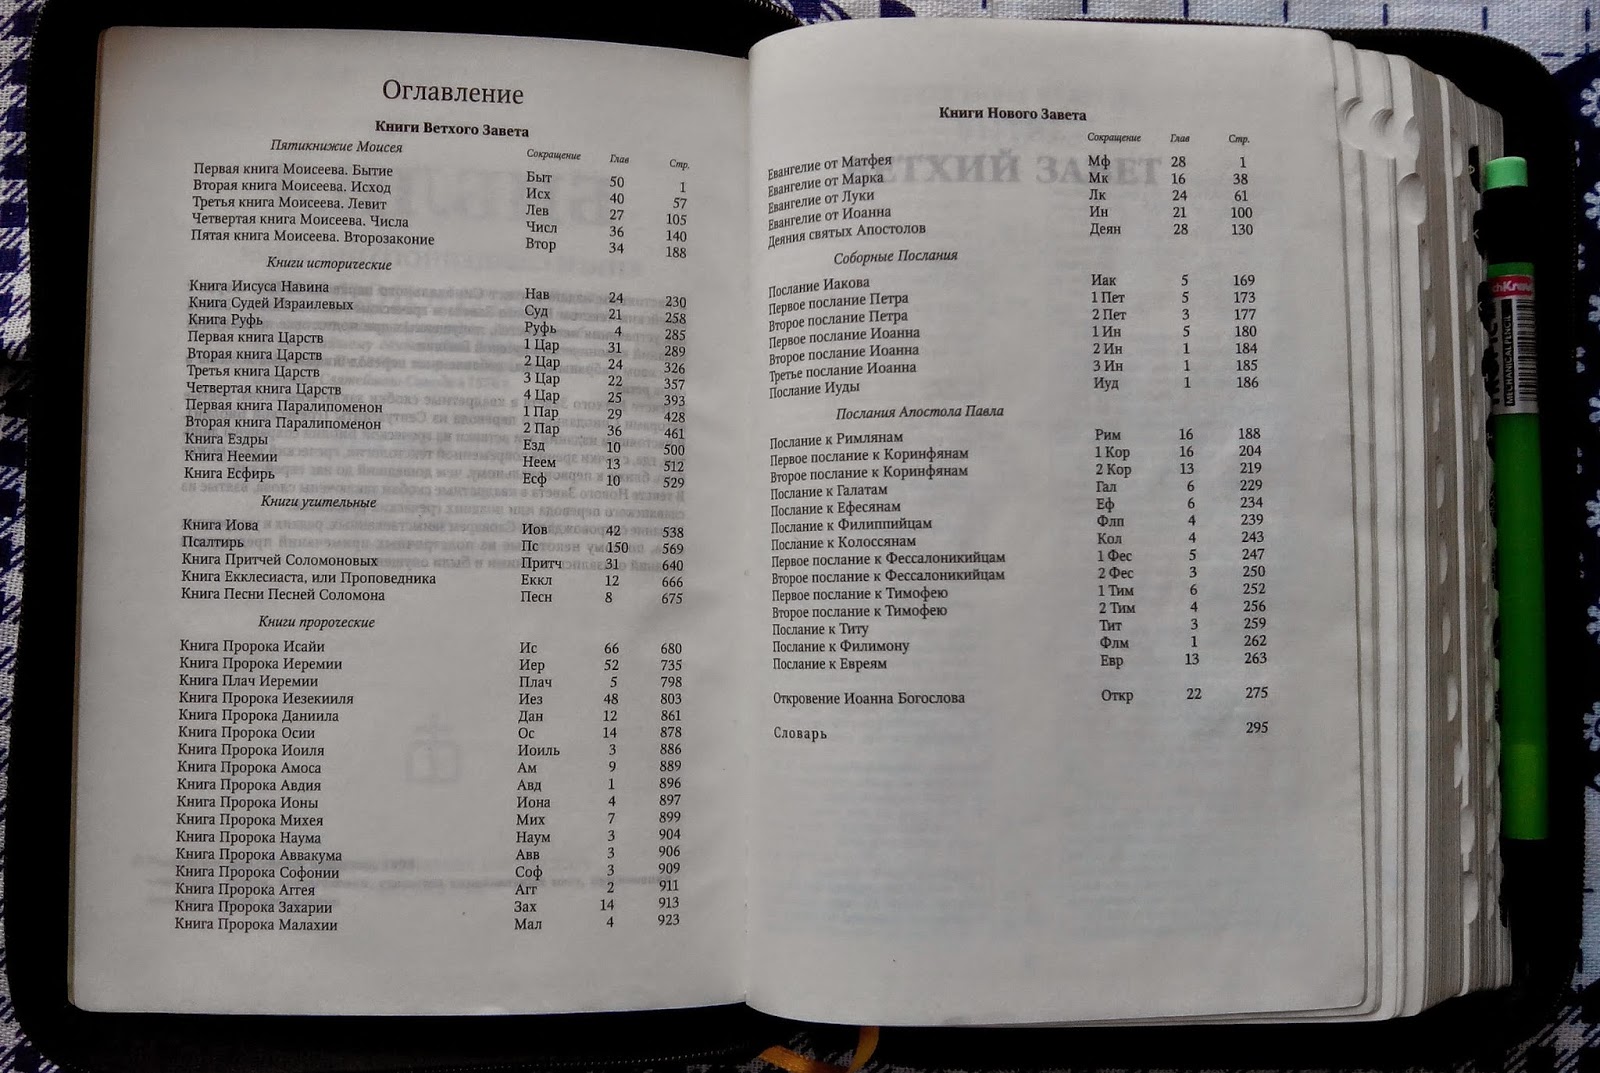 Оглавление
Книги Ветхого Завета
Пятикнижие Моисея Сокращение Глав Стр.
Первая книга Моисеева. Бытие Быт 50 1
Вторая книга Моисеева. Исход Исх 40 57
Третья книга Моисеева. Левит Лев 27 105
Четвертая книга Моисеева. Числа Числ 36 140
Пятая книга Моисеева. Второзаконие Втор 34 188
Книги исторические
Книга Иисуса Навина Нав 24 230
Книга Судей Израилевых Суд 21 258
Книга Руфь Руфь 4 285
Первая книга Царств 1 Цар 31 289
Вторая книга Царств 2 Цар 24 326
Третья книга Царств 3 Цар 22 357
Четвертая книга Царств 4 Цар 25 393
Первая книга Паралипоменон 1 Пар 29 428
Вторая книга Паралипоменон 2 Пар 36 461
Книга Ездры Езд 10 500
Книга Неемии Неем 13 512
Книга Есфирь Есф 10 529
Книги учительные
Книга Иова Иов 42 538
Псалтирь Пс 150 569
Книга Притчей Соломоновых Притч 31 640
Книга Екклесиаста, или Проповедника Еккл 12 666
Книга Песни Песней Соломона Песн 8 675
Книги пророческие
Книга Пророка Исайи Ис 66 680
Книга Пророка Иеремии Иер 52 735
Книга Плач Иеремии Плач 5 798
Книга Пророка Иезекииля Иез 48 803
Книга Пророка Даниила Дан 12 861
Книга Пророка Осии Ос 14 878
Книга Пророка Иоиля Иоиль 3 886
Книга Пророка Амоса Ам 9 889
Книга Пророка Авдия Авд 1 896
Книга Пророка Ионы Иона 4 897
Книга Пророка Михея Мих 7 899
Книга Пророка Наума Наум 3 904
Книга Пророка Аввакума Авв 3 906
Книга Пророка Софонии Соф 3 909
Книга Пророка Аггея Агг 2 911
Книга Пророка Захарии Зах 14 913
Книга Пророка Малахии Мал 4 923
Книги Нового Завета
Сокращение Глав Стр.
Евангелие от Матфея Мф 28 1
Евангелие от Марка Мк 16 38
Евангелие от Луки Лк 24 61
Евангелие от Иоанна Ин 21 100
Деяния святых Апостолов Деян 28 130
Соборные Послания
Послание Иакова Иак 5 169
Первое послание Петра 1 Пет 5 173
Второе послание Петра 2 Пет 3 177
Первое послание Иоанна 1 Ин 5 180
Второе послание Иоанна 2 Ин 1 184
Третье послание Иоанна 3 Ин 1 185
Послание Иуды Иуд 1 186
Послания Апостола Павла
Послание к Римлянам Рим 16 188
Первое послание к Коринфянам 1 Кор 16 204
Второе послание к Коринфянам 2 Кор 13 219
Послание к Галатам Гал 6 229
Послание к Ефесянам Еф 6 234
Послание к Филиппийцам Флп 4 239
Послание к Колоссянам Кол 4 243
Первое послание к Фессалоникийцам 1 Фес 5 247
Второе послание к Фессалоникийцам 2 Фес 3 250
Первое послание к Тимофею 1 Тим 6 252
Второе послание к Тимофею 2 Тим 4 256
Послание к Титу Тит 3 259
Послание к Филимону Флм 1 262
Послание к Евреям Евр 13 263
Откровение Иоанна Богослова Откр 22 275
Словарь 295
MECHANICAL PENCIL